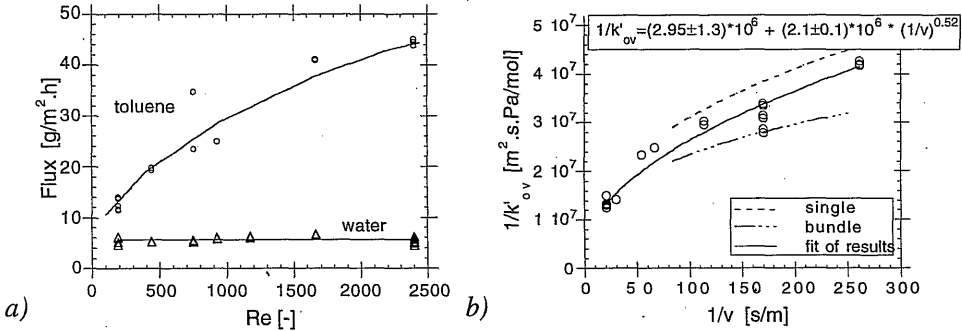 a)
Flux [g/m².h]
50
40
30
20
10
0
toluene
water
0 500 1000 1500 2000 2500
Re [-]
b)
1/k'ov [m².s.Pa/mol]
1/k'ov=(2.95±1.3)*10⁶ + (2.1±0.1)*10⁶ * (1/v)^0.52
5 10⁷
4 10⁷
3 10⁷
2 10⁷
1 10⁷
0
single
bundle
fit of results
0 50 100 150 200 250 300
1/v [s/m]